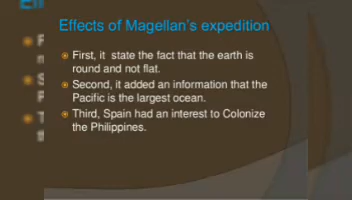 Effects of Magellan's expedition
First, it state the fact that the earth is
round and not flat.
Second, it added an information that the
Pacific is the largest ocean.
Third, Spain had an interest to Colonize
the Philippines.